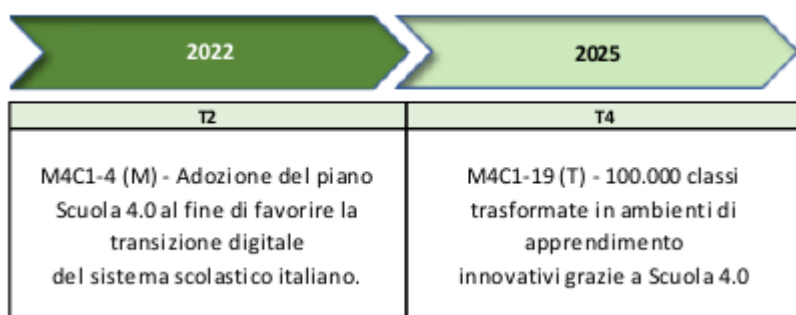 2022
2025
T2
T4
M4C1-4 (M) - Adozione del piano
Scuola 4.0 al fine di favorire la
transizione digitale
del sistema scolastico italiano.
M4C1-19 (T) - 100.000 classi
trasformate in ambienti di
apprendimento
innovativi grazie a Scuola 4.0